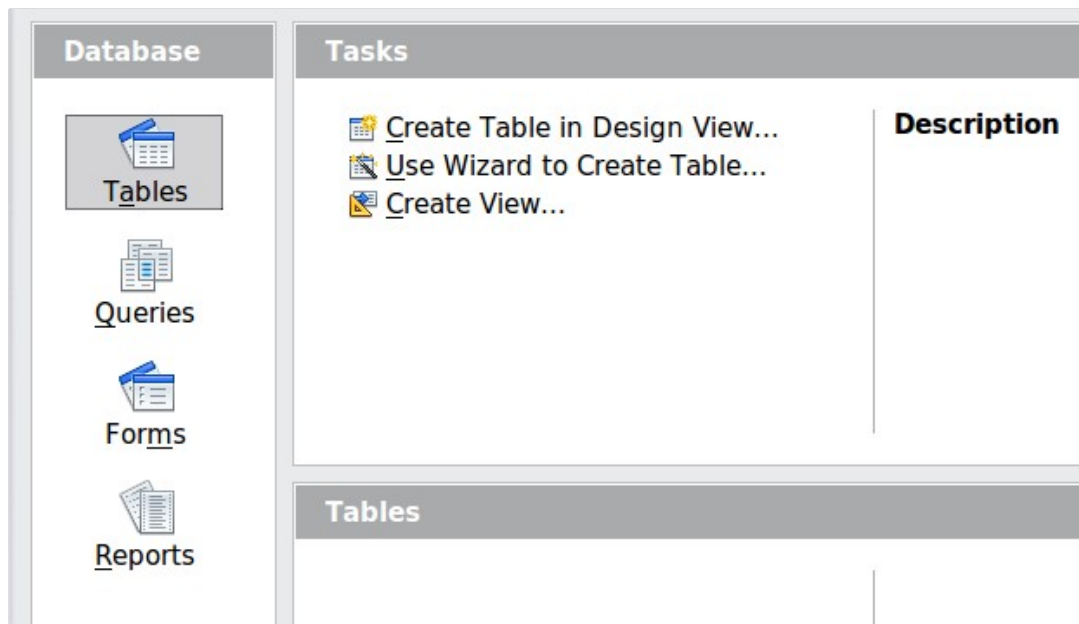 Database
Tables
Queries
Forms
Reports
Tasks
Create Table in Design View...
Use Wizard to Create Table...
Create View...
Description
Tables